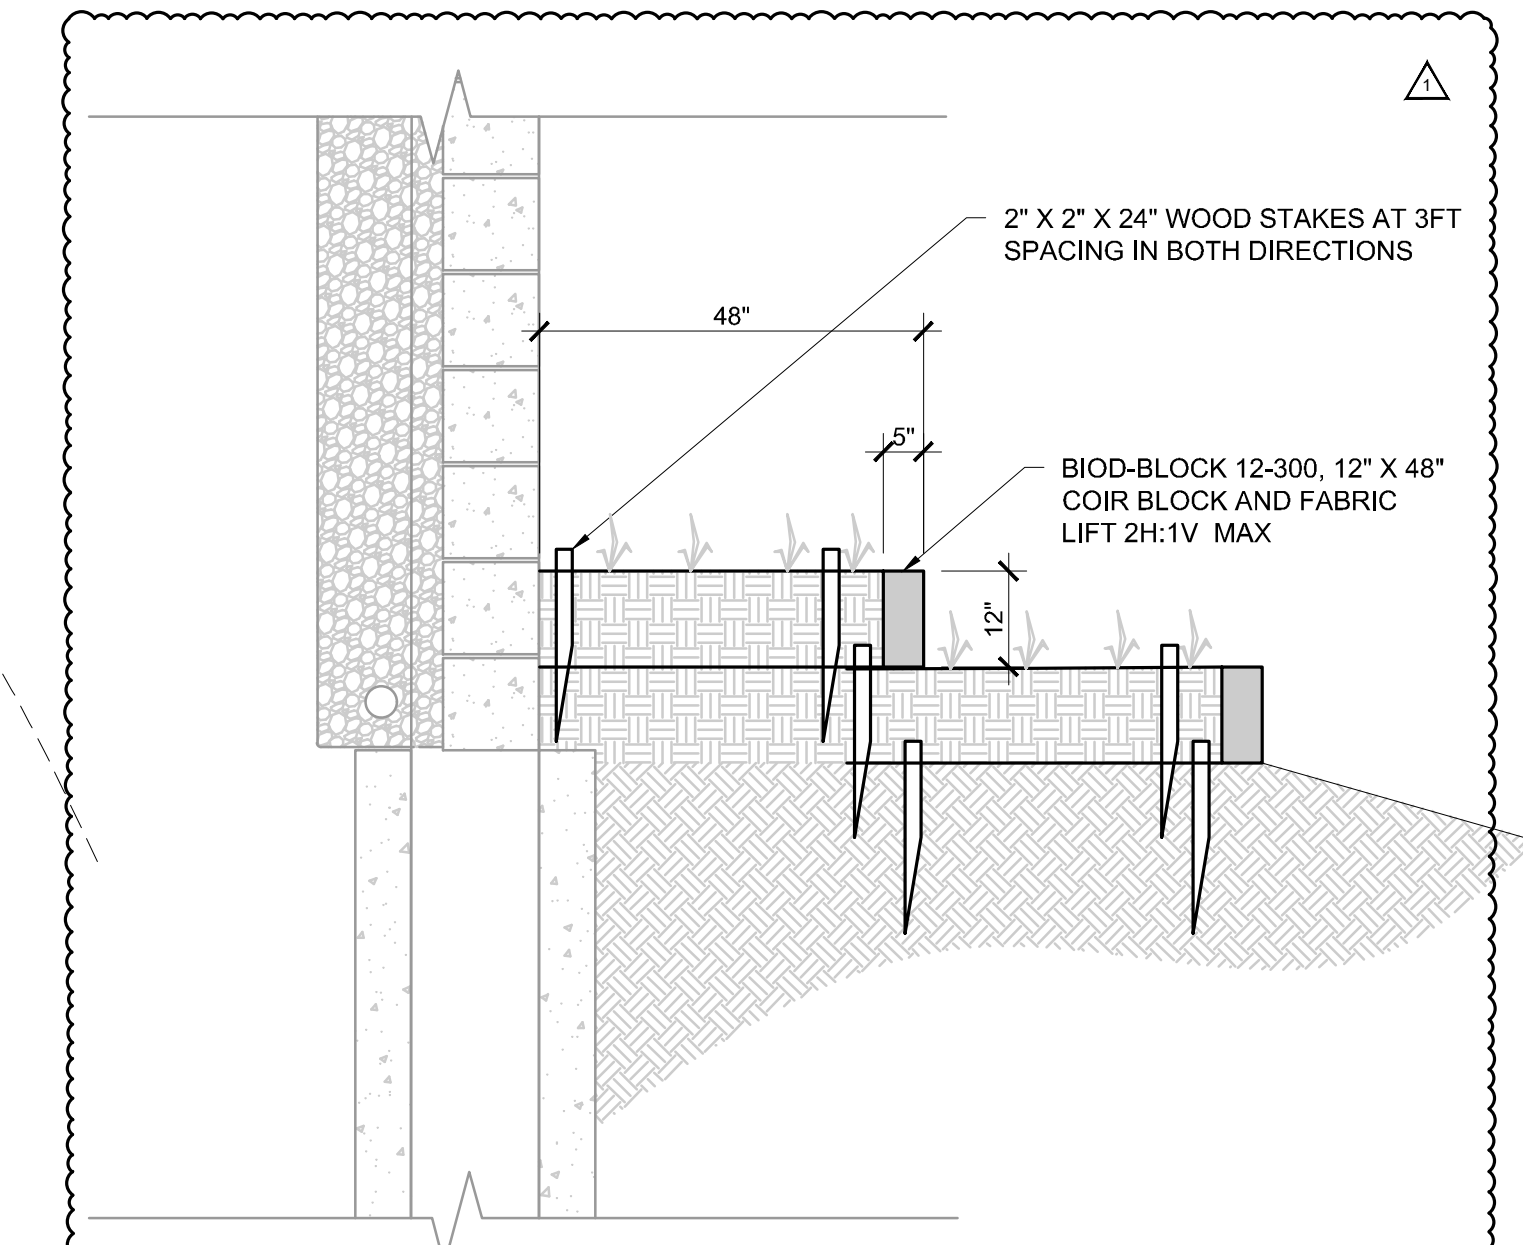 1
2" X 2" X 24" WOOD STAKES AT 3FT
SPACING IN BOTH DIRECTIONS
48"
5"
BIOD-BLOCK 12-300, 12" X 48"
COIR BLOCK AND FABRIC
LIFT 2H:1V MAX
12"